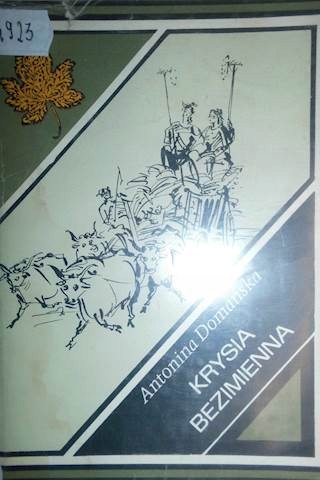 1923
Antonina Domańska
KRYSIA
BEZIMIENNA